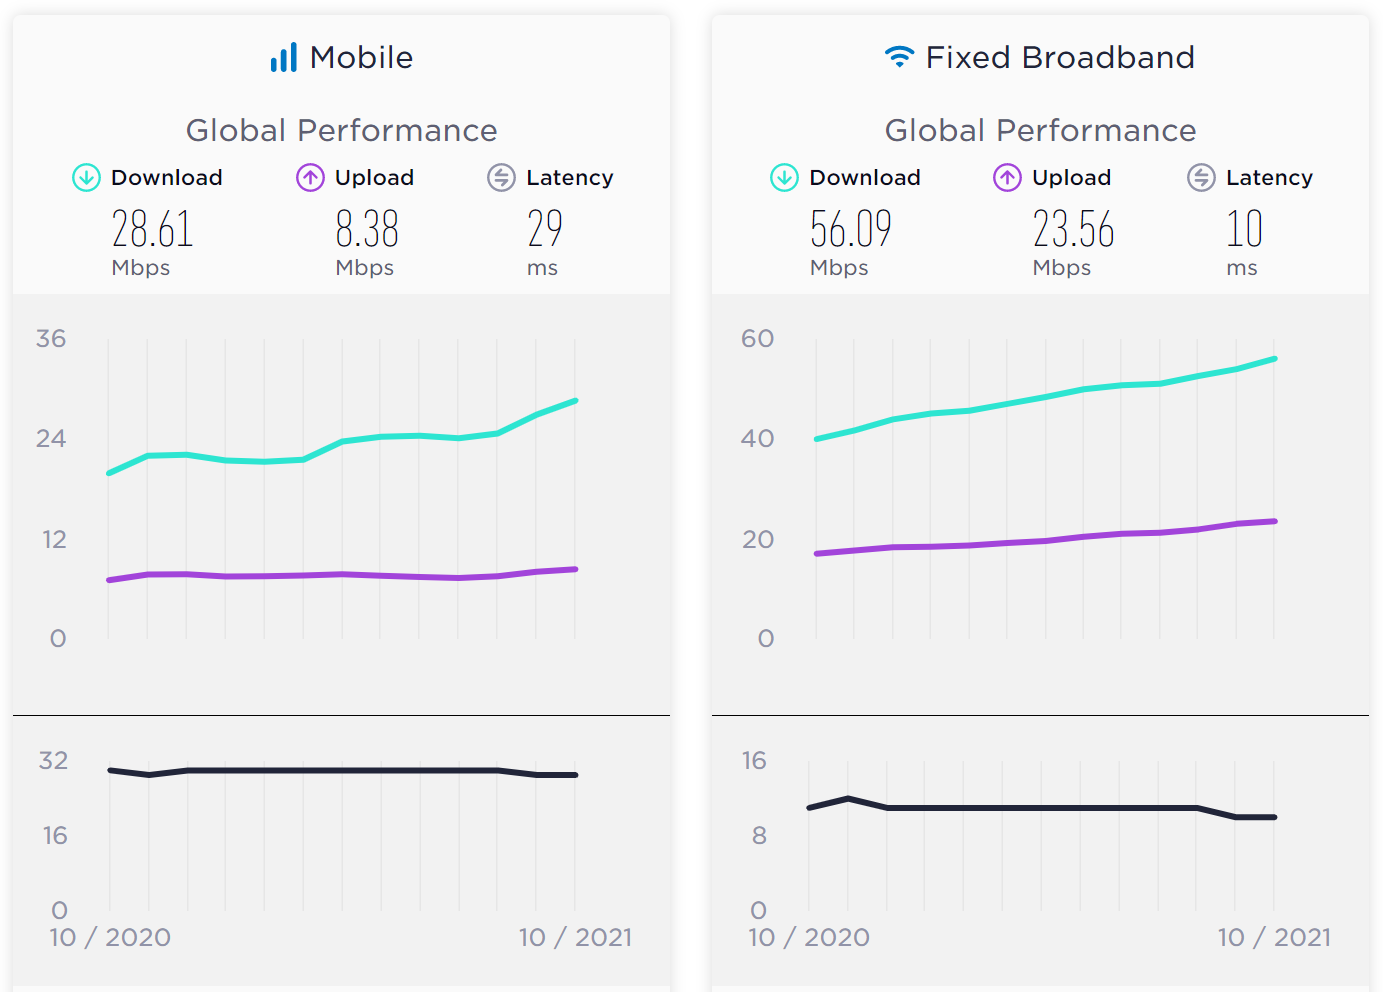 Mobile
Global Performance
Download Upload Latency
28.61 8.38 29
Mbps Mbps ms
36
24
12
0
32
16
0
10 / 2020 10 / 2021
Fixed Broadband
Global Performance
Download Upload Latency
56.09 23.56 10
Mbps Mbps ms
60
40
20
0
16
8
0
10 / 2020 10 / 2021